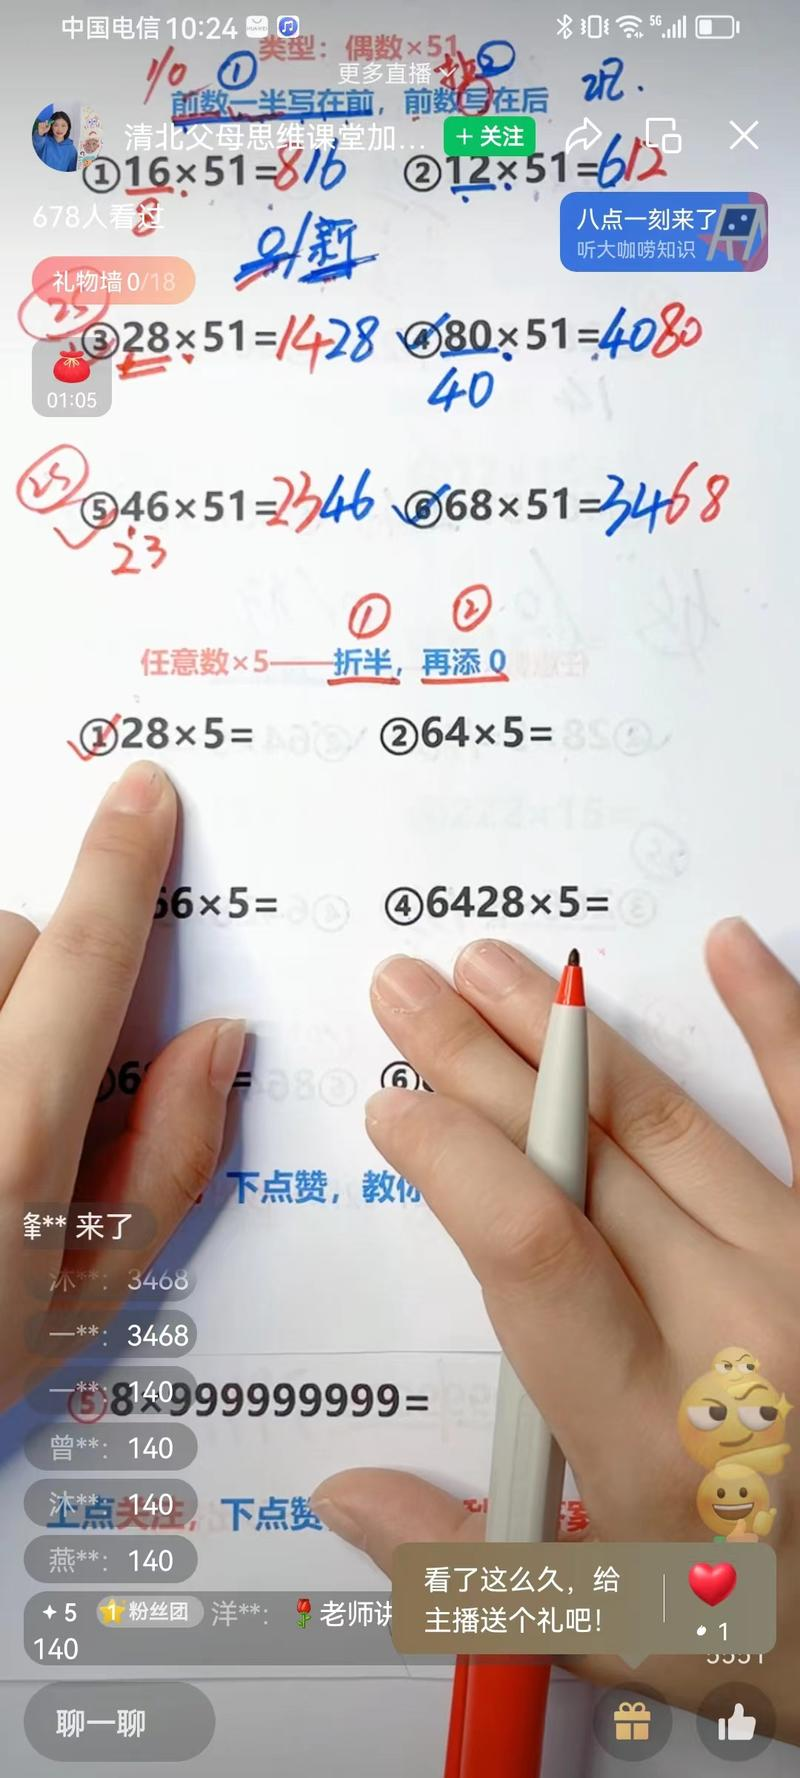 中国电信 10:24
5G
类型：偶数×51
1/0 ① ②
更多直播
前数一半写在前，前数写在后
清北父母思维课堂加...
+ 关注
①16×51=816 ②12×51=612
8
678人看过
八点一刻来了
听大咖唠知识
礼物墙 0/18
25
③28×51=1428 ④80×51=4080
40
01:05
25
⑤46×51=2346 ⑥68×51=3468
23
① ②
任意数×5——折半，再添0
①28×5= ②64×5=
66×5= ④6428×5=
6 = ⑥
下点赞，教你
** 来了
沐**： 3468
一**： 3468
一**： 140
⑤8×999999999=
曾**： 140
沐**： 140
上点关注，下点赞
燕**： 140
看了这么久，给
主播送个礼吧！
1
5 1 粉丝团 洋**： 老师讲
140
5551
聊一聊